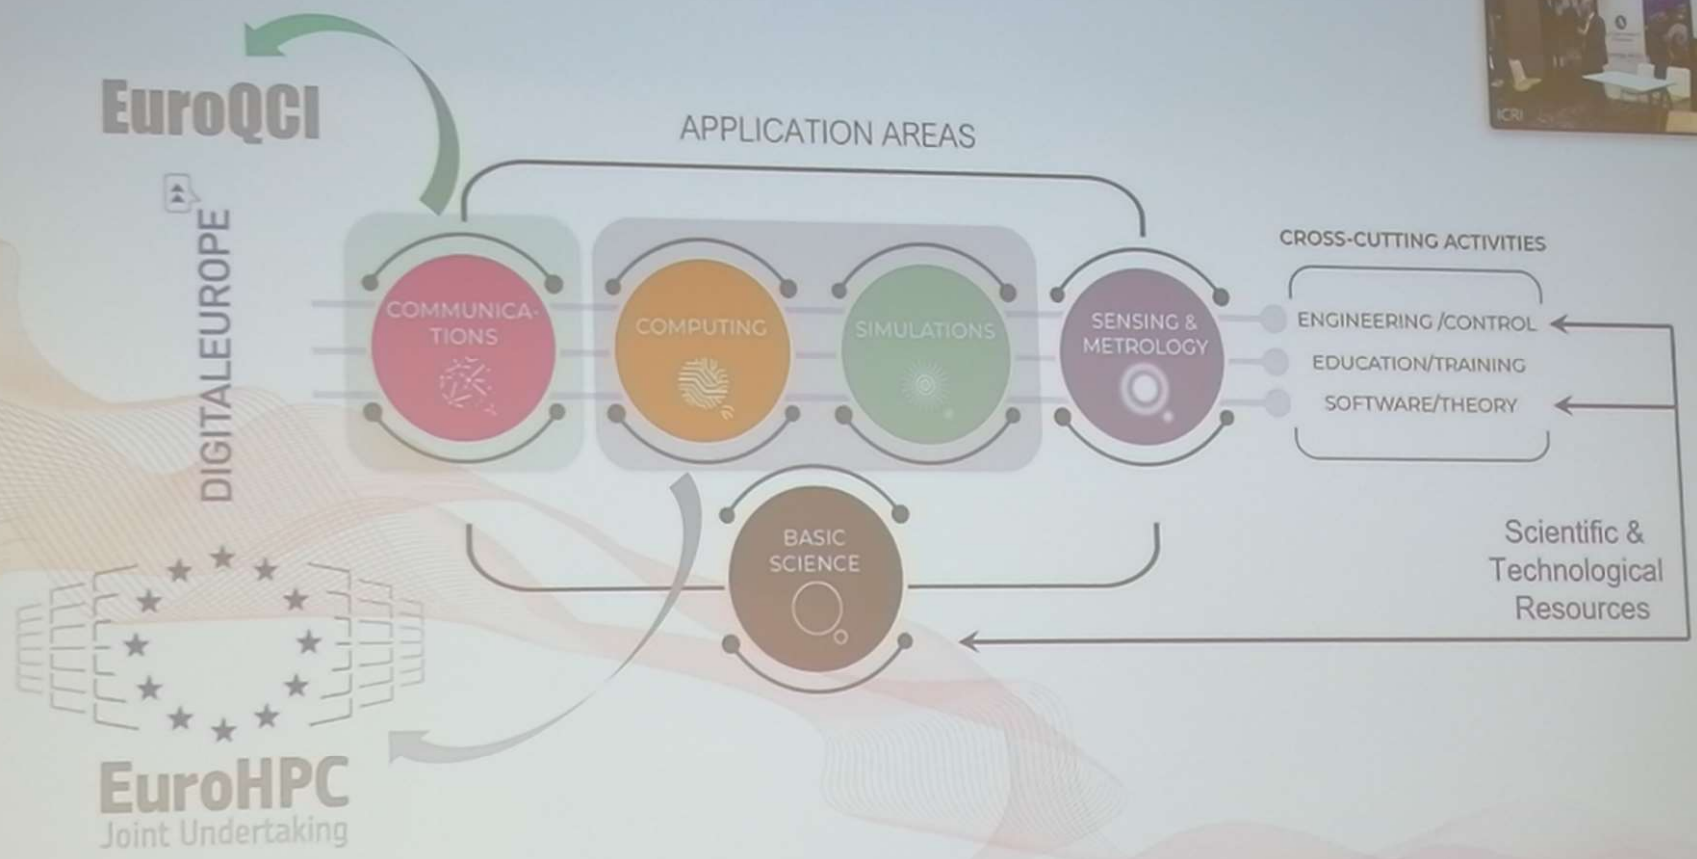 EuroQCI
DIGITALEUROPE
APPLICATION AREAS
COMMUNICA-
TIONS
COMPUTING
SIMULATIONS
SENSING &
METROLOGY
CROSS-CUTTING ACTIVITIES
ENGINEERING/CONTROL
EDUCATION/TRAINING
SOFTWARE/THEORY
BASIC
SCIENCE
Scientific &
Technological
Resources
EuroHPC
Joint Undertaking
ICRI